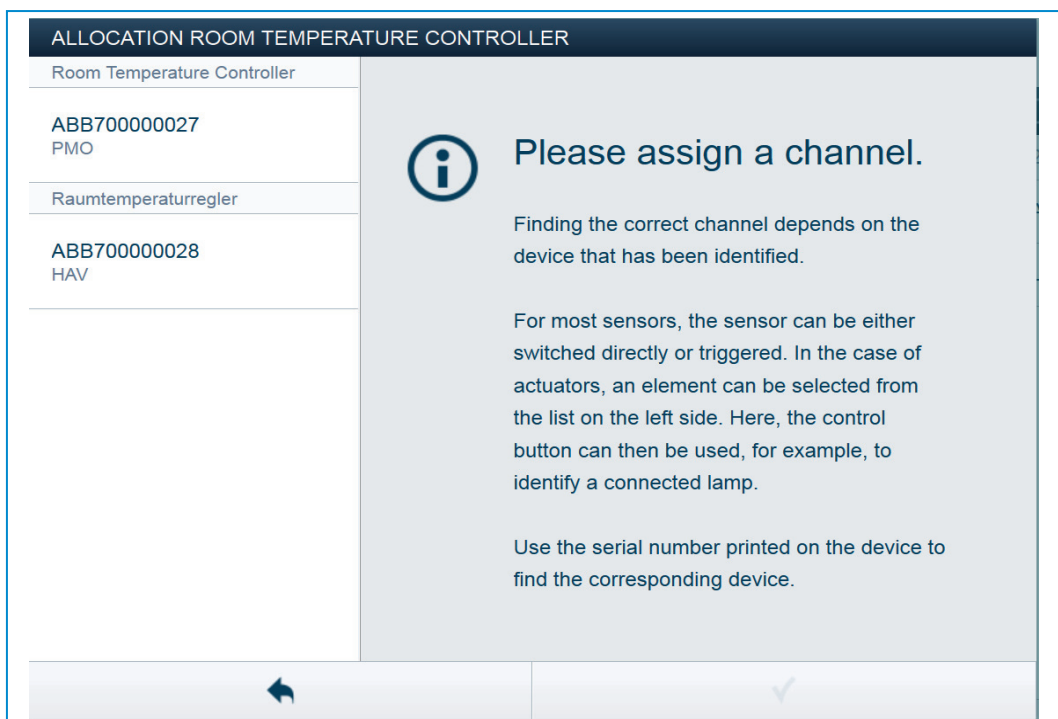 ALLOCATION ROOM TEMPERATURE CONTROLLER
Room Temperature Controller
ABB700000027
PMO
Raumtemperaturregler
ABB700000028
HAV
Please assign a channel.
Finding the correct channel depends on the
device that has been identified.
For most sensors, the sensor can be either
switched directly or triggered. In the case of
actuators, an element can be selected from
the list on the left side. Here, the control
button can then be used, for example, to
identify a connected lamp.
Use the serial number printed on the device to
find the corresponding device.